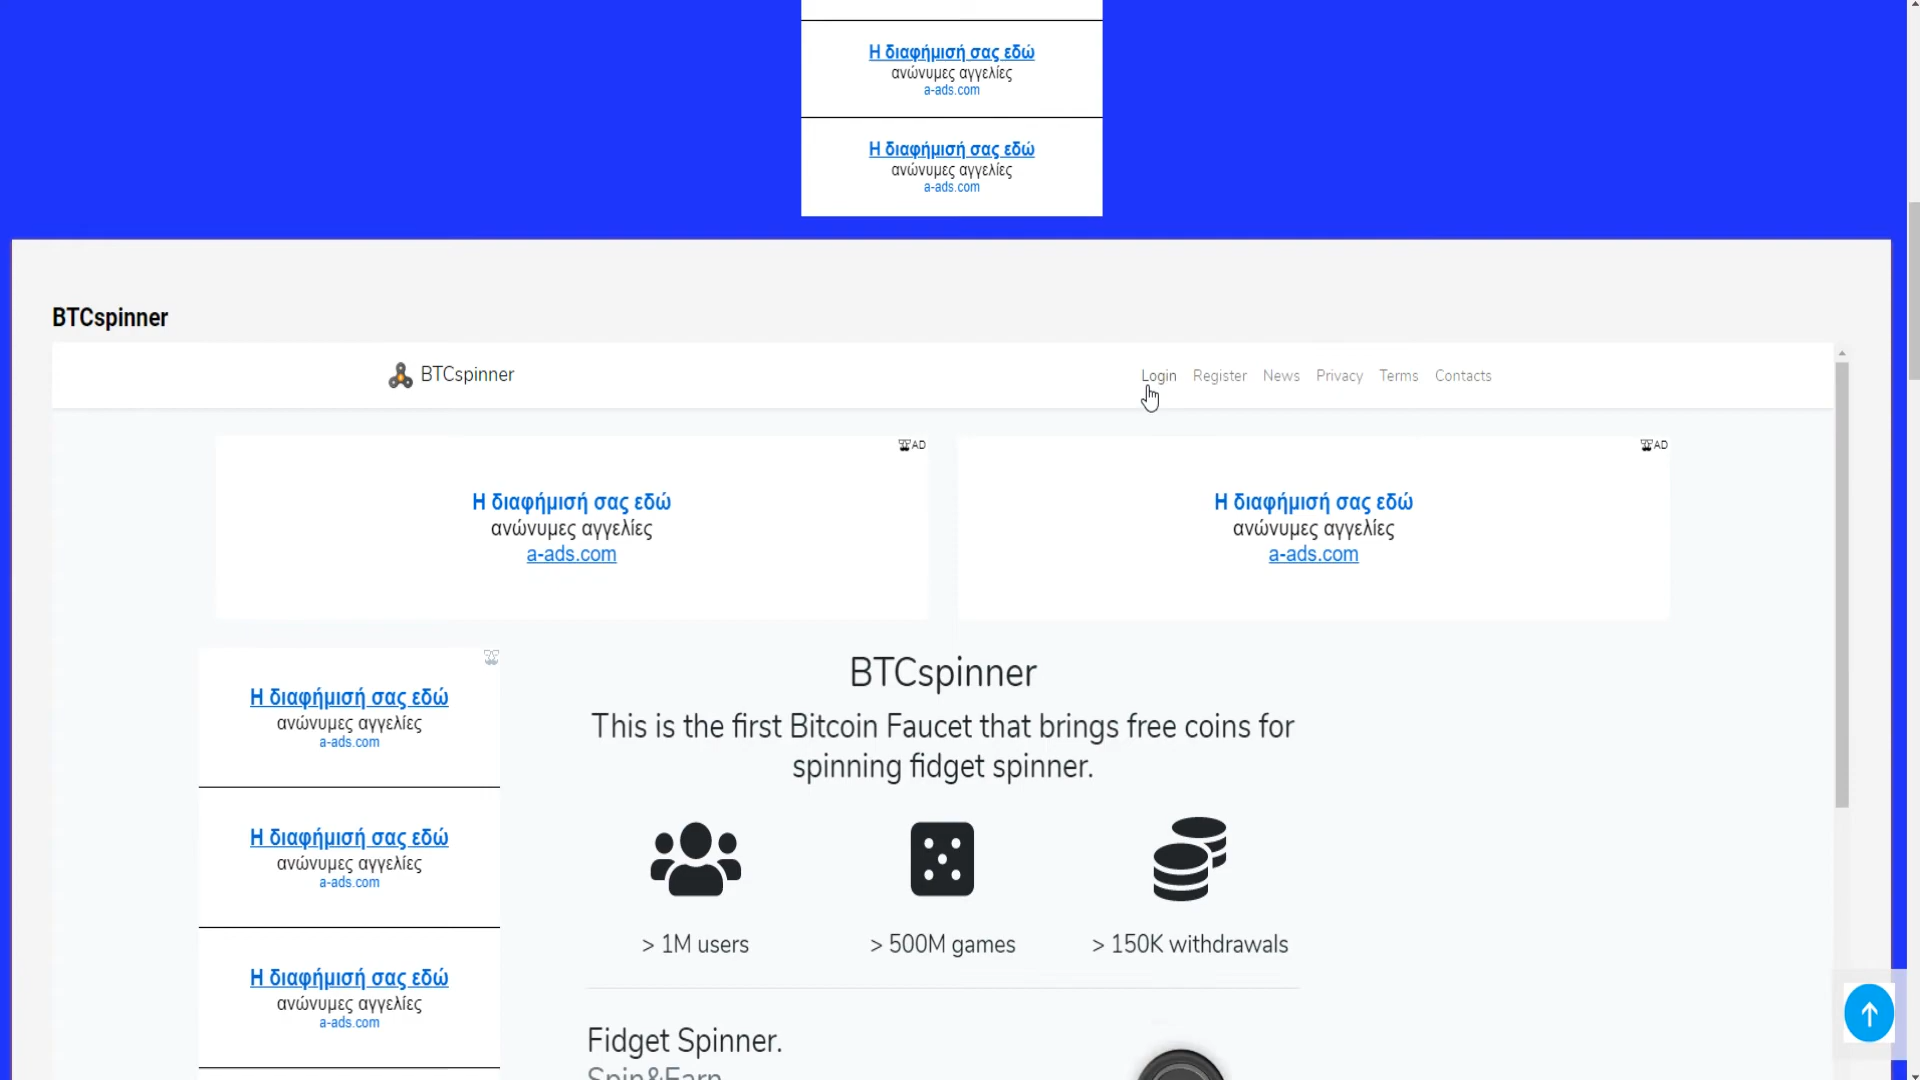 Η διαφήμισή σας εδώ
ανώνυμες αγγελίες
a-ads.com
Η διαφήμισή σας εδώ
ανώνυμες αγγελίες
a-ads.com
BTCspinner
BTCspinner
Login Register News Privacy Terms Contacts
AD
Η διαφήμισή σας εδώ
ανώνυμες αγγελίες
a-ads.com
AD
Η διαφήμισή σας εδώ
ανώνυμες αγγελίες
a-ads.com
Η διαφήμισή σας εδώ
ανώνυμες αγγελίες
a-ads.com
Η διαφήμισή σας εδώ
ανώνυμες αγγελίες
a-ads.com
Η διαφήμισή σας εδώ
ανώνυμες αγγελίες
a-ads.com
BTCspinner
This is the first Bitcoin Faucet that brings free coins for
spinning fidget spinner.
> 1M users
> 500M games
> 150K withdrawals
Fidget Spinner.
Spin&Earn